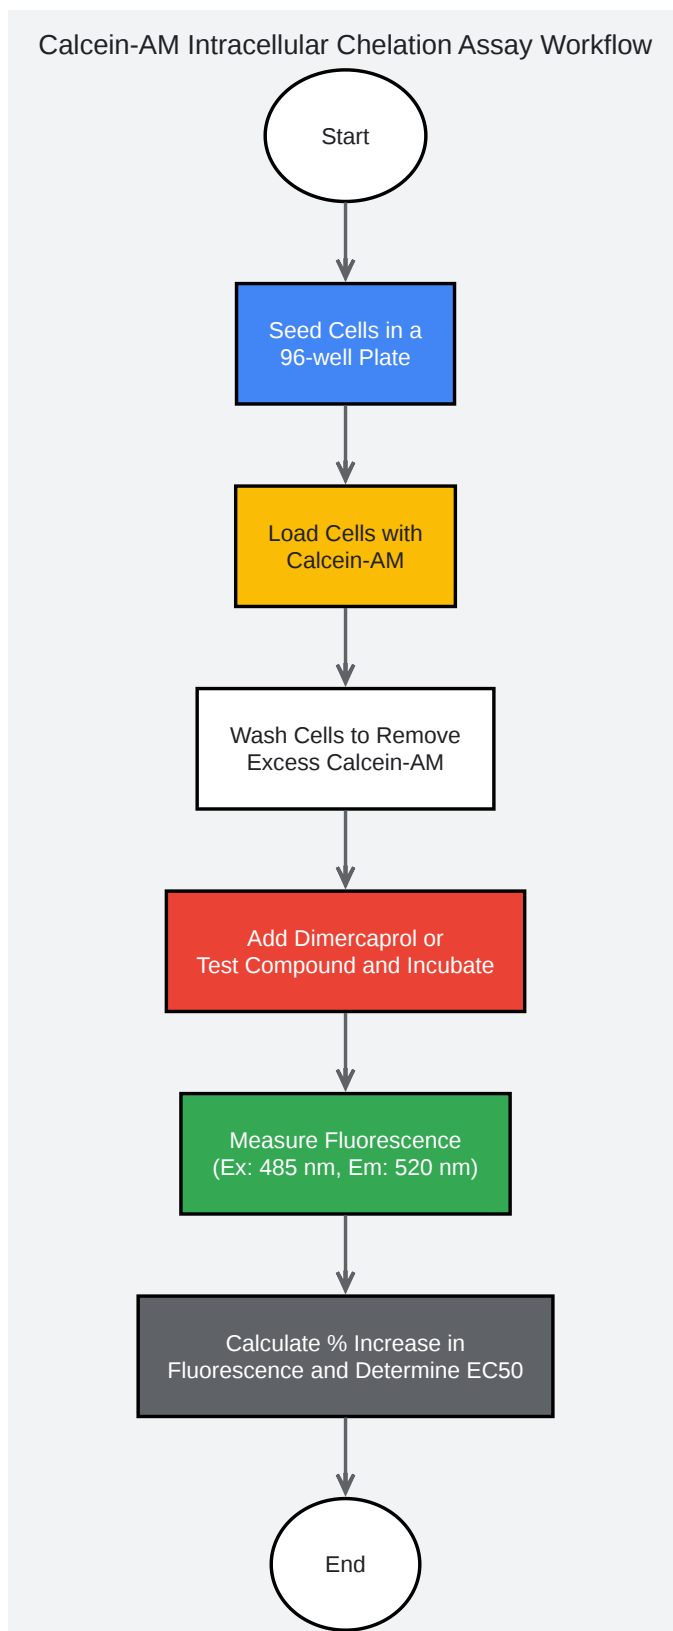 Calcein-AM Intracellular Chelation Assay Workflow
Start
Seed Cells in a
96-well Plate
Load Cells with
Calcein-AM
Wash Cells to Remove
Excess Calcein-AM
Add Dimercaprol or
Test Compound and Incubate
Measure Fluorescence
(Ex: 485 nm, Em: 520 nm)
Calculate % Increase in
Fluorescence and Determine EC50
End